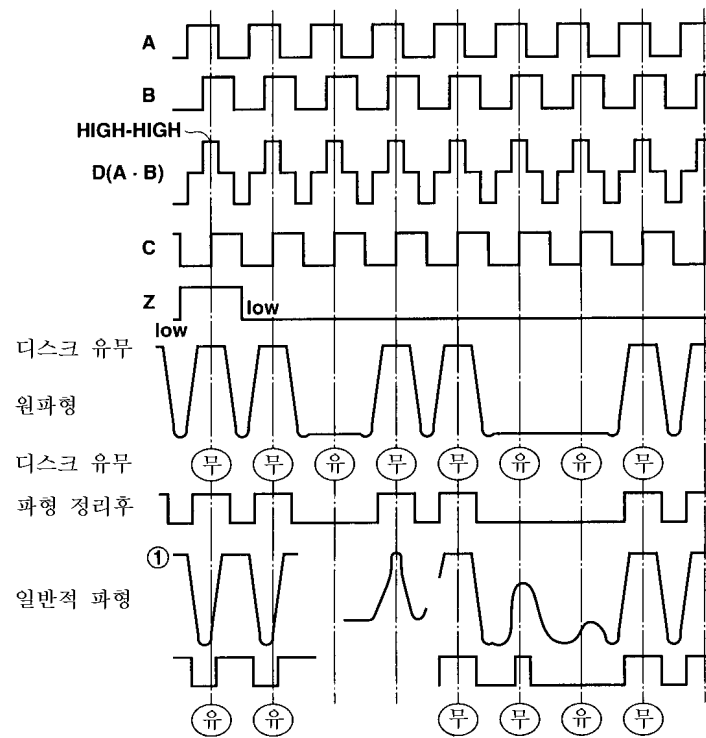 A
B
HIGH-HIGH
D(A · B)
C
Z
low
low
디스크 유무
원파형
디스크 유무 무 무 유 무 무 유 유 무
파형 정리후
①
일반적 파형
유 유 무 무 유 무